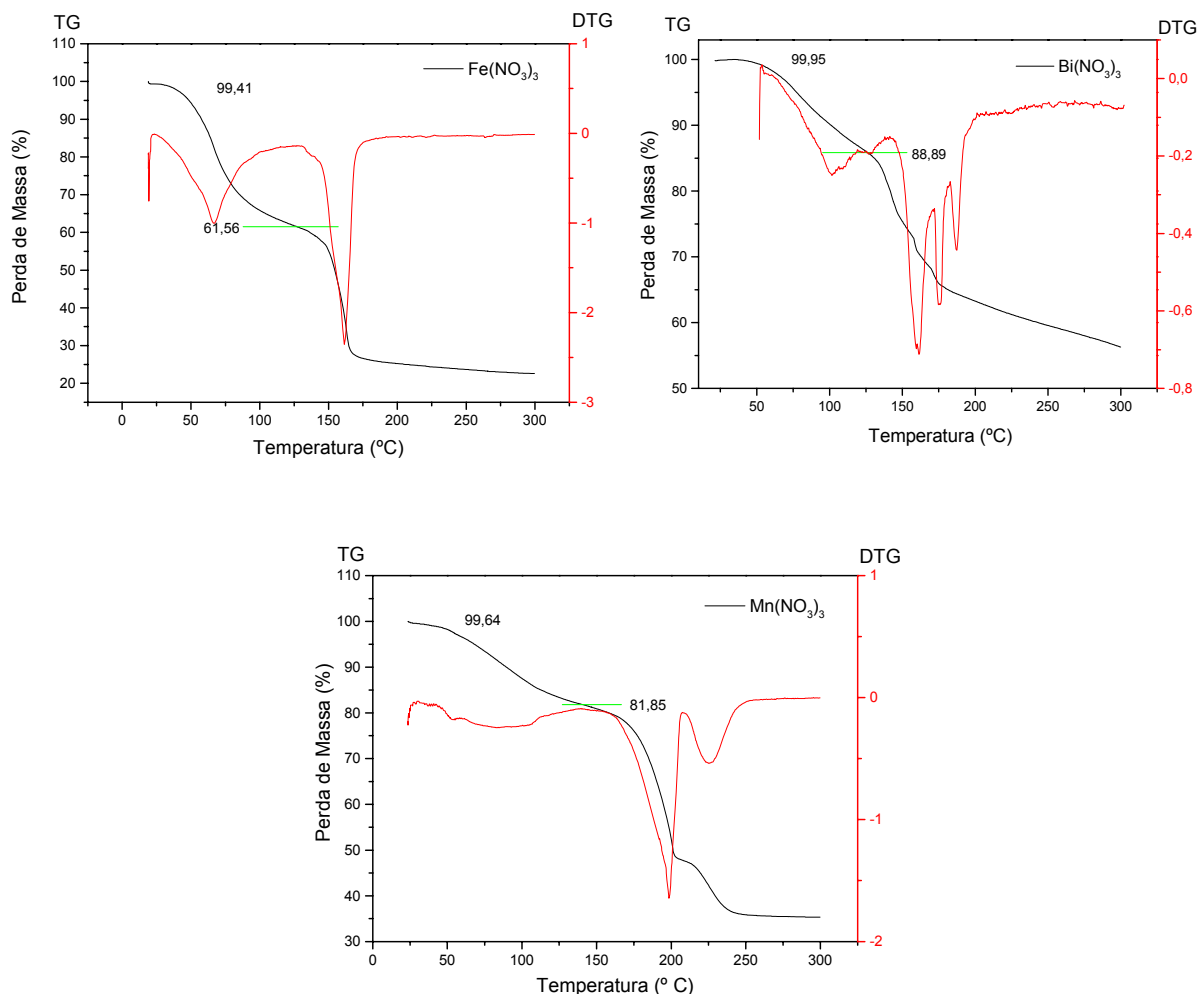 TG
DTG
110
100
90
80
70
60
50
40
30
20
Perda de Massa (%)
99,41
61,56
Fe(NO3)3
1
0
-1
-2
-3
0 50 100 150 200 250 300
Temperatura (ºC)
TG
DTG
100
90
80
70
60
50
Perda de Massa (%)
99,95
88,89
Bi(NO3)3
0,0
-0,2
-0,4
-0,6
-0,8
50 100 150 200 250 300
Temperatura (ºC)
TG
DTG
110
100
90
80
70
60
50
40
30
Perda de Massa (%)
99,64
81,85
Mn(NO3)3
1
0
-1
-2
0 50 100 150 200 250 300
Temperatura (º C)